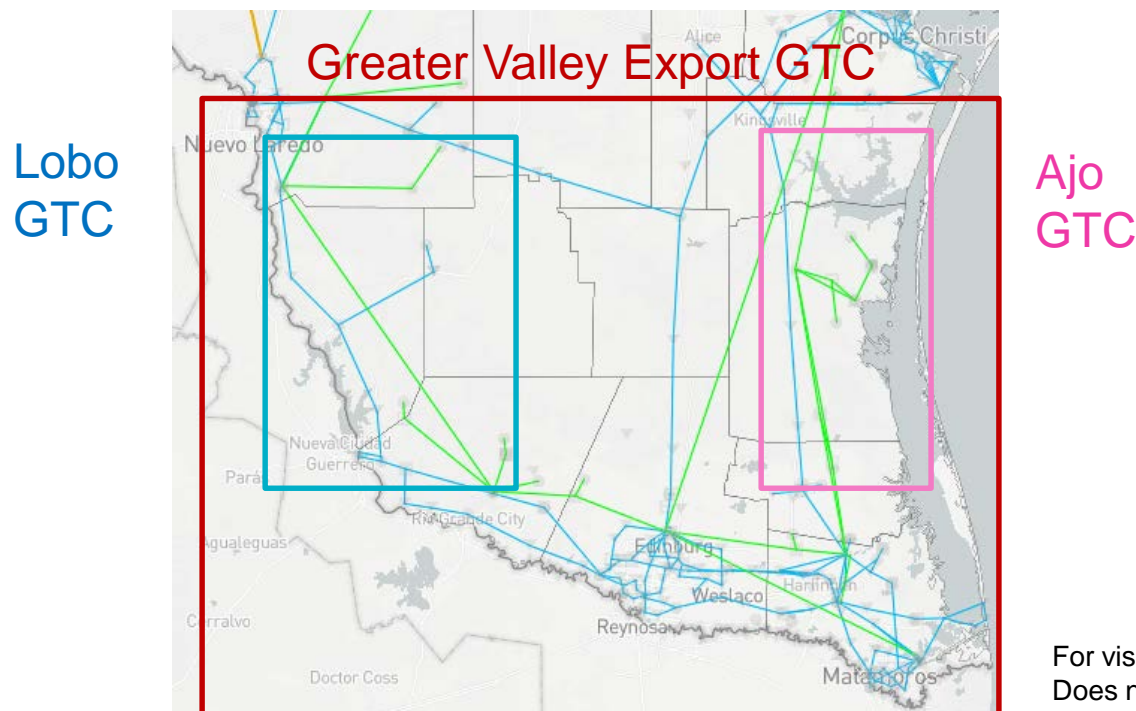 Alice
Corpus Christi
Greater Valley Export GTC
Kingsville
Nuevo Laredo
Lobo
GTC
Ajo
GTC
Nueva Ciudad
Guerrero
Parás
Rio Grande City
Agualeguas
Edinburg
Harlingen
Weslaco
Cerralvo
Reynosa
Doctor Coss
Matamoros
For vis
Does n